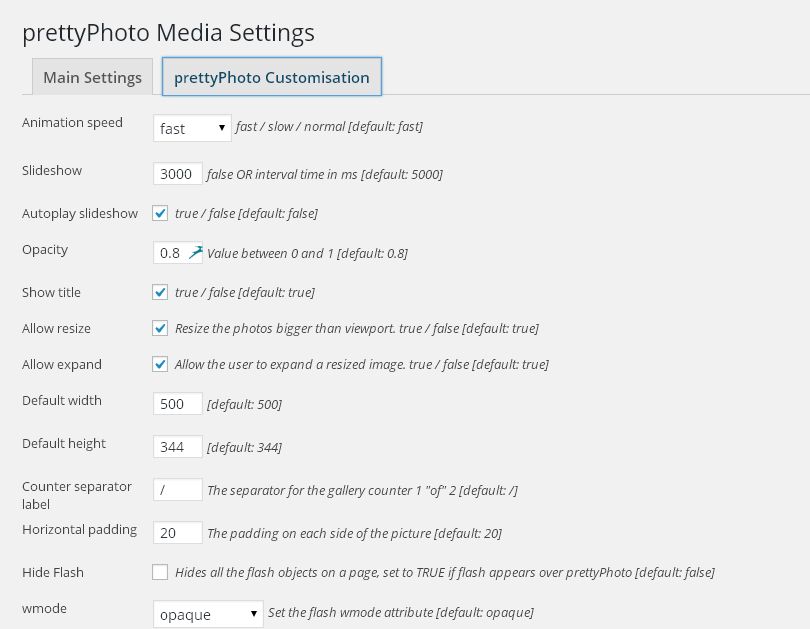 prettyPhoto Media Settings
Main Settings prettyPhoto Customisation
Animation speed fast fast / slow / normal [default: fast]
Slideshow 3000 false OR interval time in ms [default: 5000]
Autoplay slideshow true / false [default: false]
Opacity 0.8 Value between 0 and 1 [default: 0.8]
Show title true / false [default: true]
Allow resize Resize the photos bigger than viewport. true / false [default: true]
Allow expand Allow the user to expand a resized image. true / false [default: true]
Default width 500 [default: 500]
Default height 344 [default: 344]
Counter separator label / The separator for the gallery counter 1 "of" 2 [default: /]
Horizontal padding 20 The padding on each side of the picture [default: 20]
Hide Flash Hides all the flash objects on a page, set to TRUE if flash appears over prettyPhoto [default: false]
wmode opaque Set the flash wmode attribute [default: opaque]